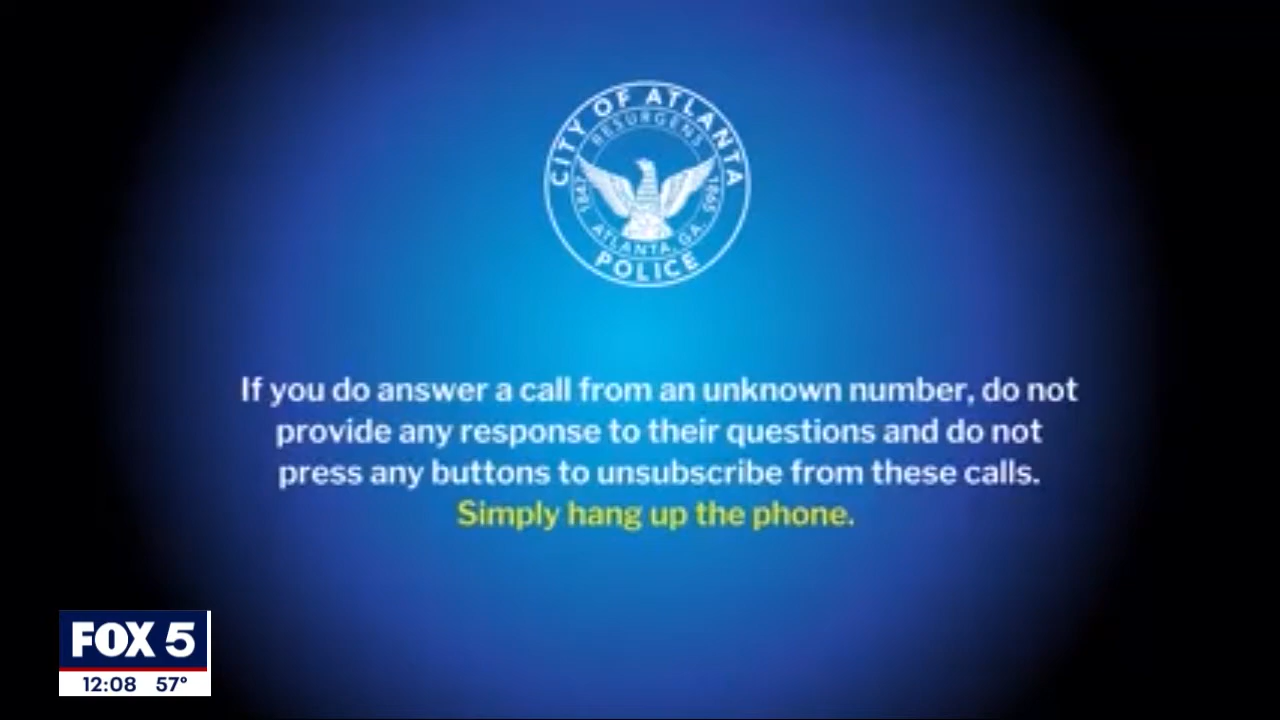 CITY OF ATLANTA
RESURGENS
1847 1865
ATLANTA, GA.
POLICE
If you do answer a call from an unknown number, do not
provide any response to their questions and do not
press any buttons to unsubscribe from these calls.
Simply hang up the phone.
FOX 5
12:08 57°